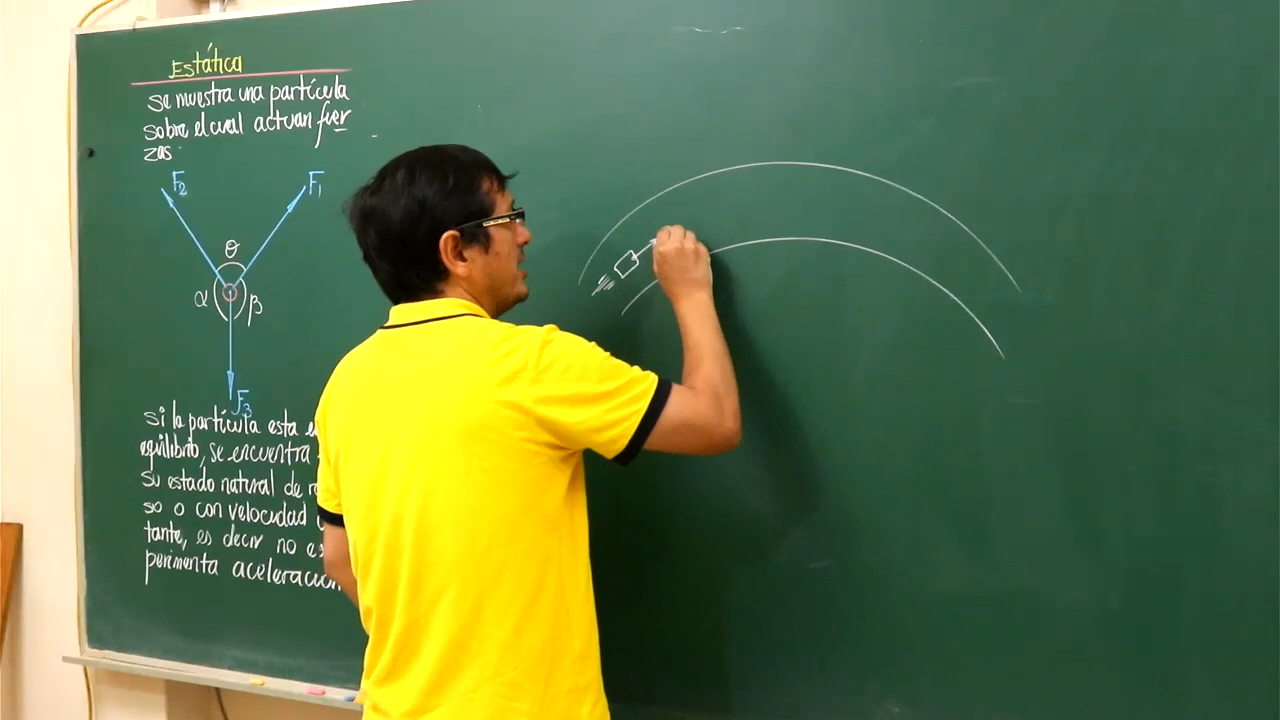 Estática
se muestra una partícula
sobre el cual actuan fuer
zas
F2
F1
θ
α
β
F3
si la partícula esta
equilibrio, se encuentra
su estado natural de
so o con velocidad
tante, es decir no
perimenta aceleración